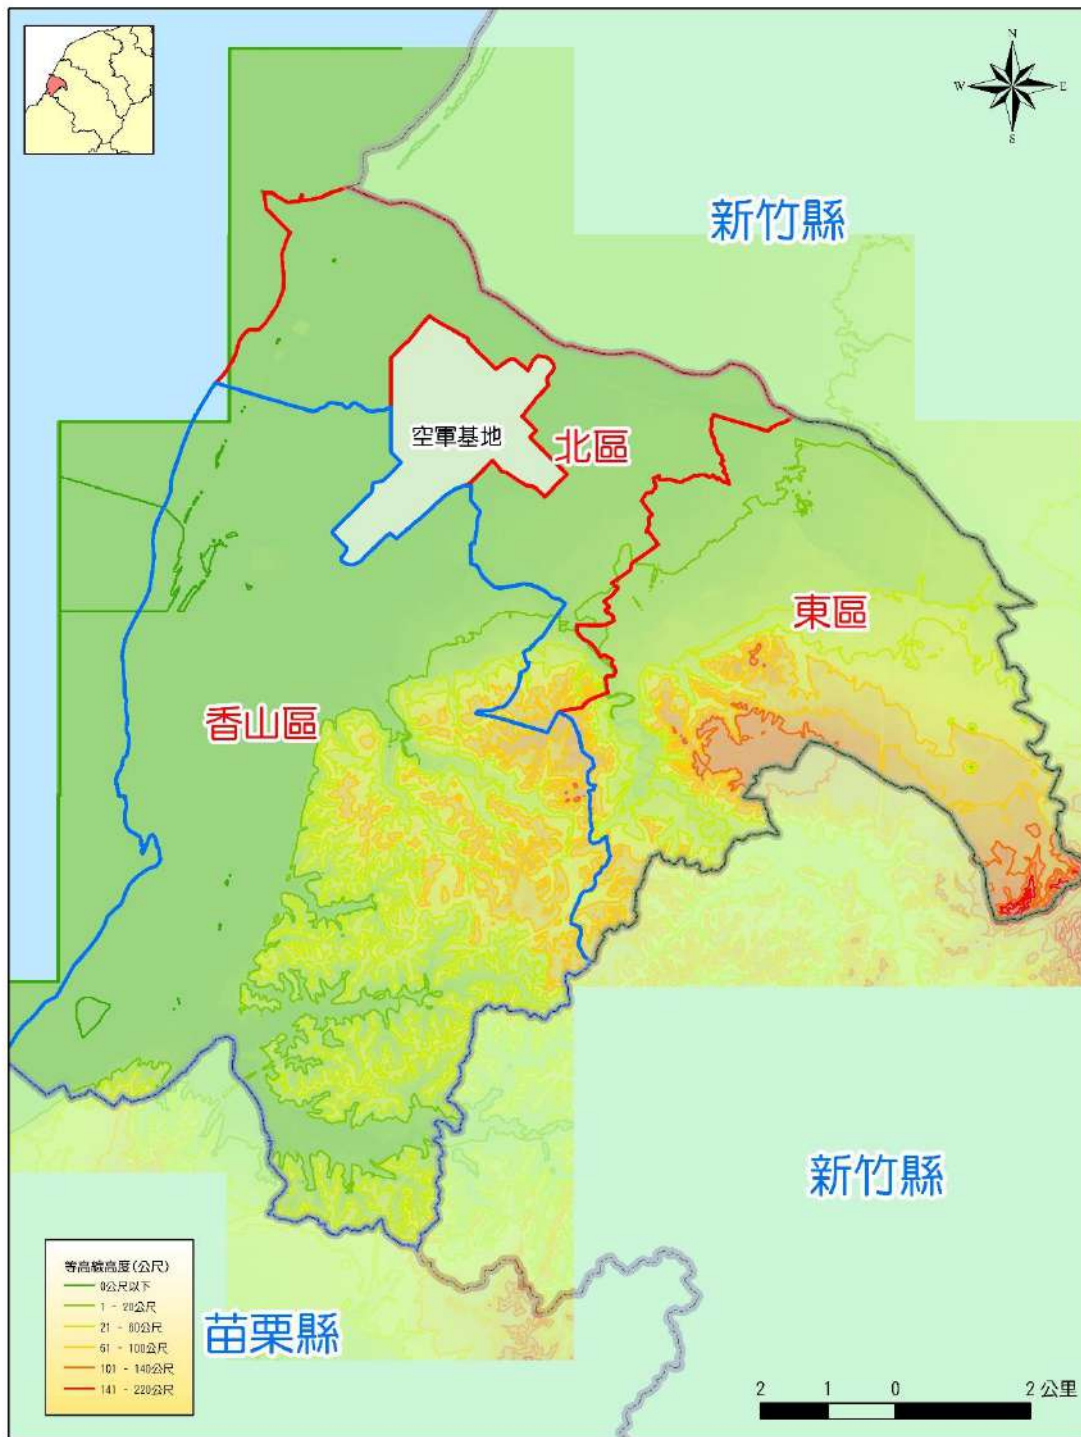 N
W
E
S
新竹縣
空軍基地
北區
東區
香山區
新竹縣
苗栗縣
等高線高度(公尺)
0公尺以下
1 - 20公尺
21 - 60公尺
61 - 100公尺
101 - 140公尺
141 - 220公尺
2 1 0 2 公里